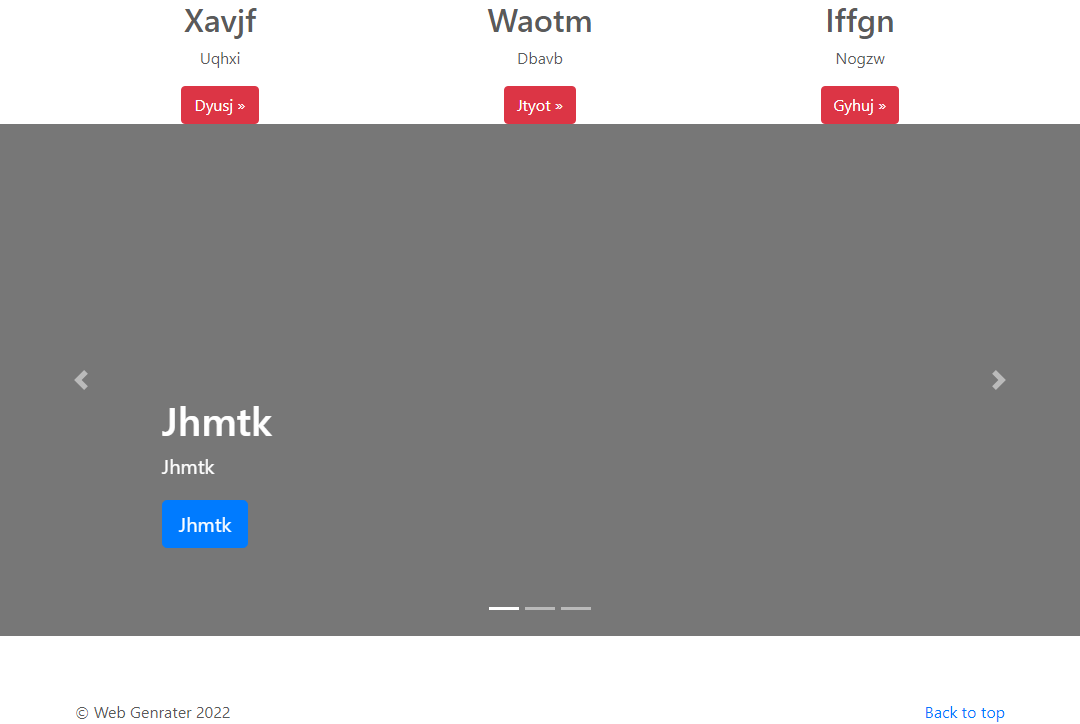 Xavjf
Uqhxi
Dyusj »
Waotm
Dbavb
Jtyot »
Iffgn
Nogzw
Gyhuj »
Jhmtk
Jhmtk
Jhmtk
© Web Genrater 2022
Back to top